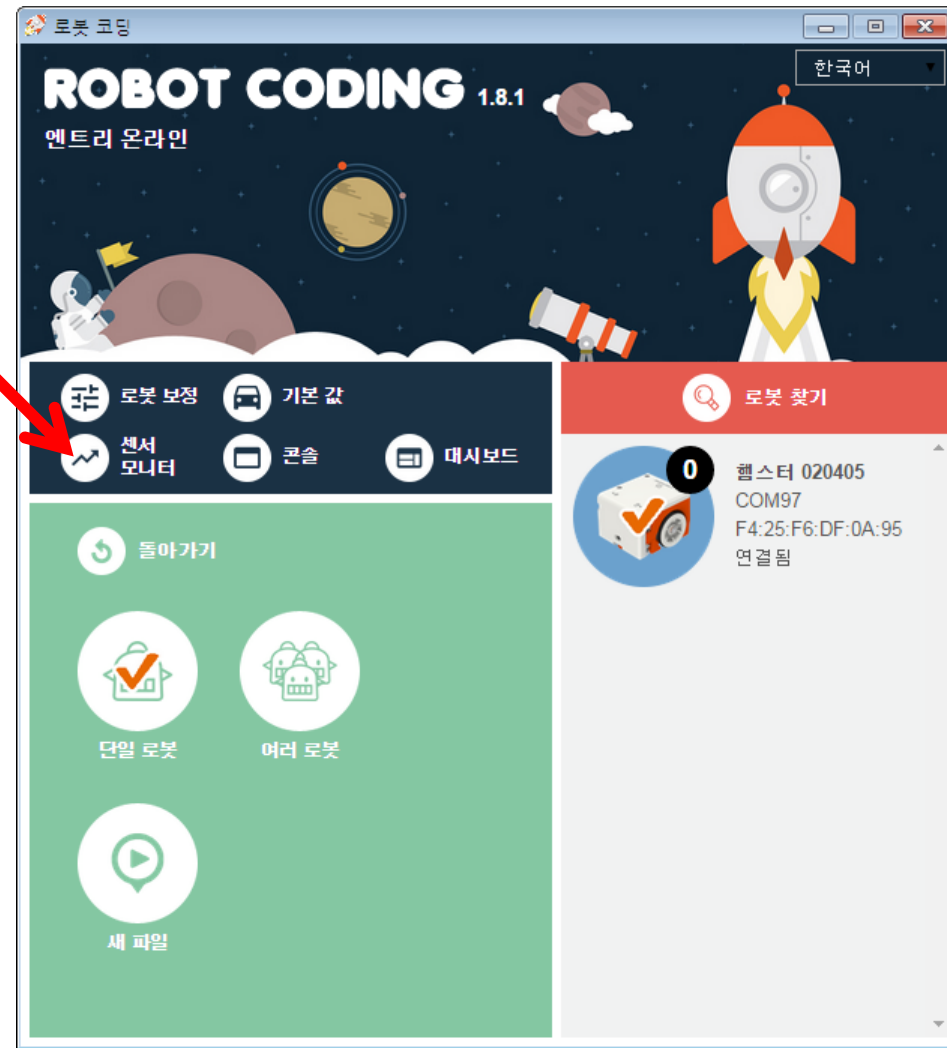 로봇 코딩
한국어
ROBOT CODING 1.8.1
엔트리 온라인
로봇 보정
기본 값
센서
모니터
콘솔
대시보드
로봇 찾기
0
햄스터 020405
COM97
F4:25:F6:DF:0A:95
연결됨
돌아가기
단일 로봇
여러 로봇
새 파일